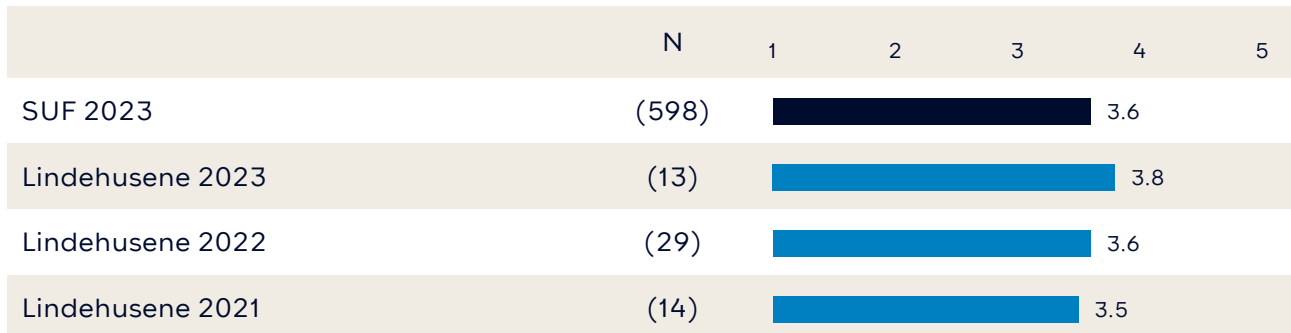 N 1 2 3 4 5
SUF 2023 (598) 3.6
Lindehusene 2023 (13) 3.8
Lindehusene 2022 (29) 3.6
Lindehusene 2021 (14) 3.5